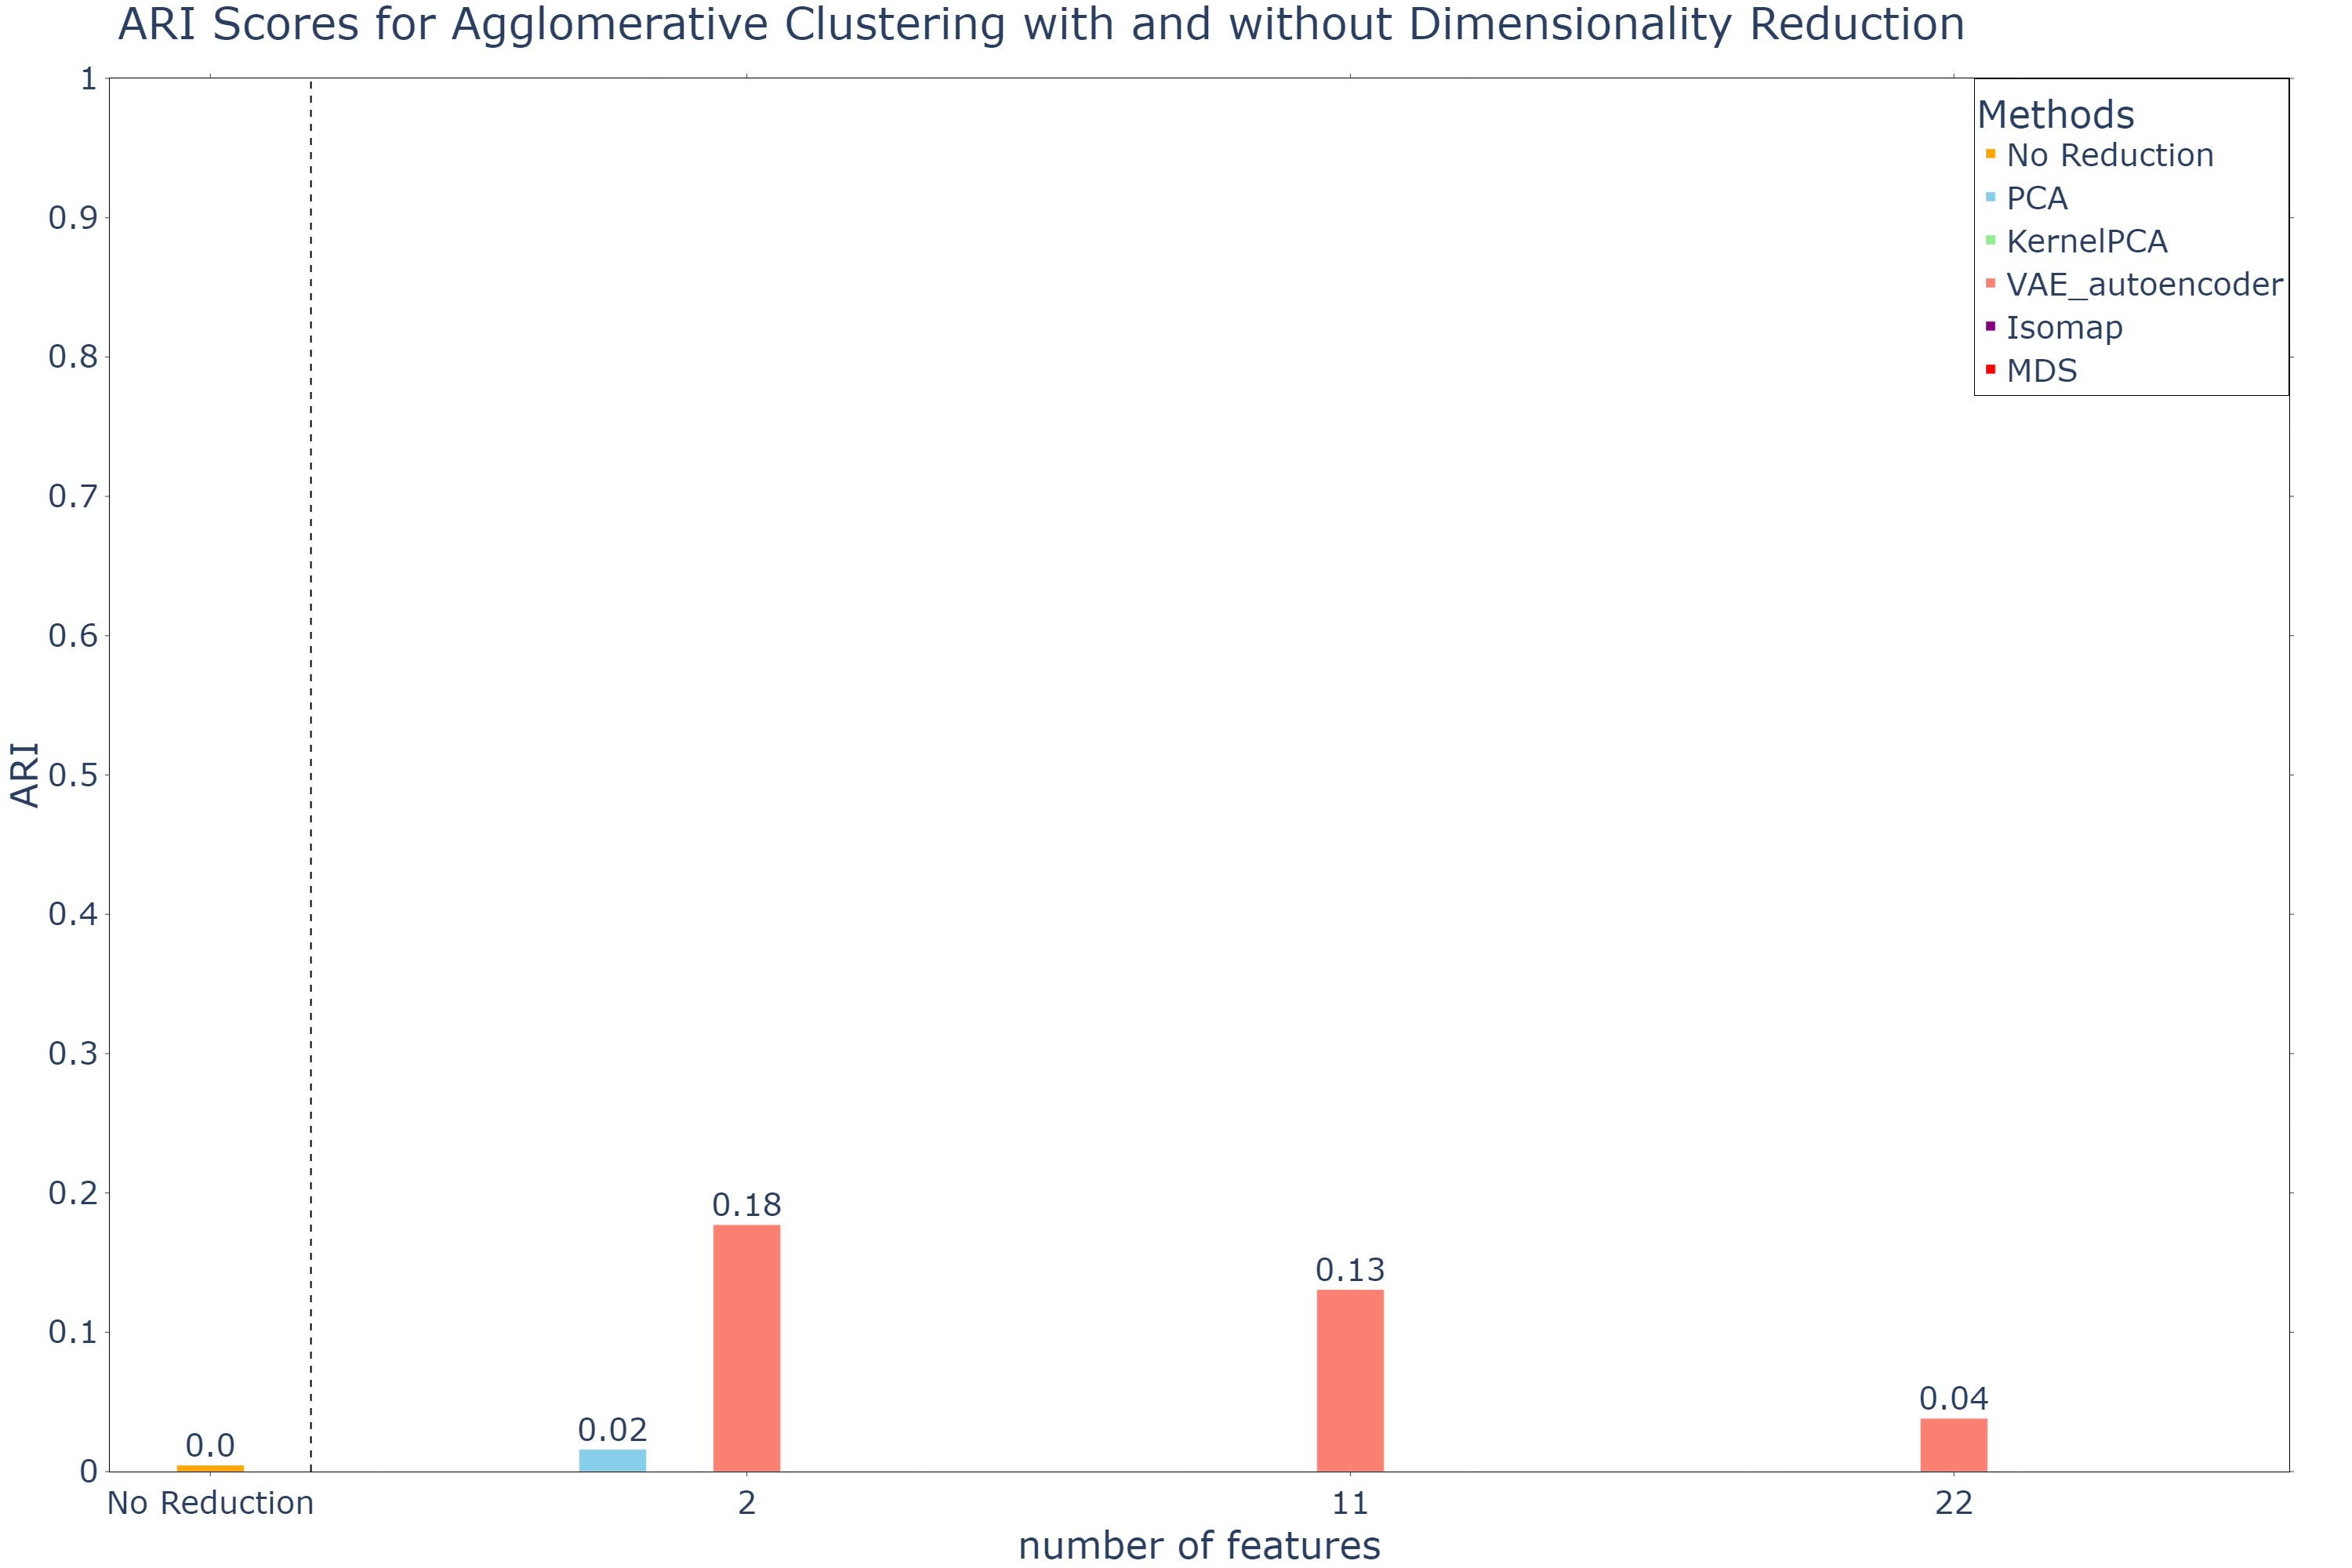 ARI Scores for Agglomerative Clustering with and without Dimensionality Reduction
Methods
No Reduction
PCA
KernelPCA
VAE_autoencoder
Isomap
MDS
ARI
1
0.9
0.8
0.7
0.6
0.5
0.4
0.3
0.2
0.1
0
0.0
0.02
0.18
0.13
0.04
No Reduction
2
11
22
number of features